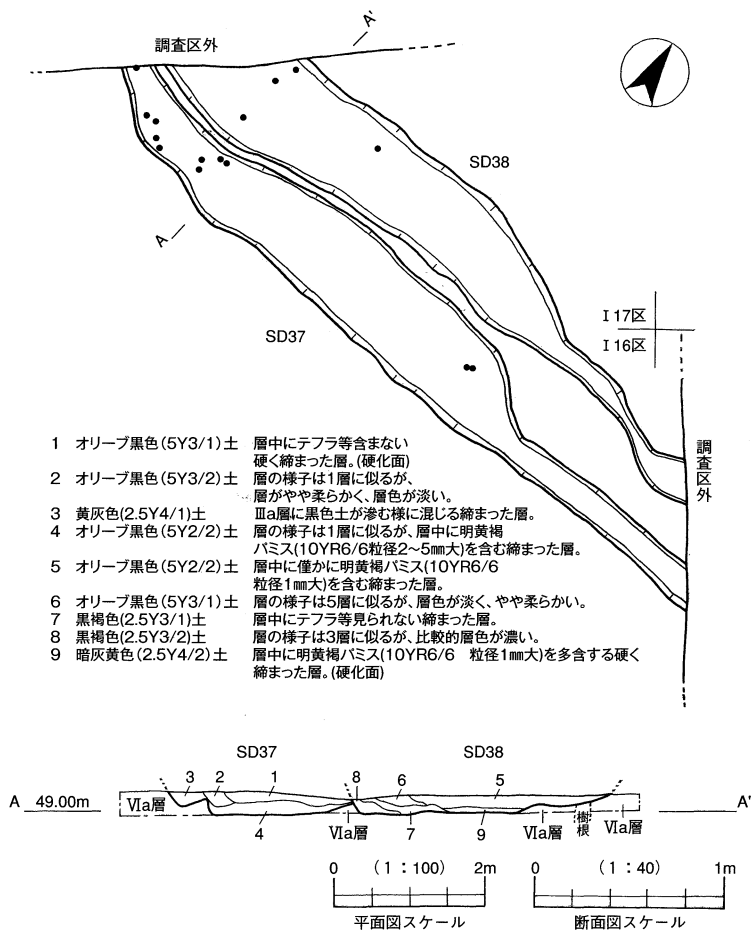 調査区外
A'
SD38
A
SD37
Ⅰ17区
Ⅰ16区
調査区外
1 オリーブ黒色(5Y3/1)土 層中にテフラ等含まない
硬く締まった層。(硬化面)
2 オリーブ黒色(5Y3/2)土 層の様子は1層に似るが、
層がやや柔らかく、層色が淡い。
3 黄灰色(2.5Y4/1)土 Ⅲa層に黒色土が滲む様に混じる締まった層。
4 オリーブ黒色(5Y2/2)土 層の様子は1層に似るが、層中に明黄褐
パミス(10YR6/6粒径2~5㎜大)を含む締まった層。
5 オリーブ黒色(5Y2/2)土 層中に僅かに明黄褐パミス(10YR6/6
粒径1㎜大)を含む締まった層。
6 オリーブ黒色(5Y3/1)土 層の様子は5層に似るが、層色が淡く、やや柔らかい。
7 黒褐色(2.5Y3/1)土 層中にテフラ等見られない締まった層。
8 黒褐色(2.5Y3/2)土 層の様子は3層に似るが、比較的層色が濃い。
9 暗灰黄色(2.5Y4/2)土 層中に明黄褐パミス(10YR6/6 粒径1㎜大)を多含する硬く
締まった層。(硬化面)
SD37 SD38
3 2 1 8 6 5
A 49.00m Ⅵa層 A'
4 Ⅵa層 7 9 Ⅵa層 樹根 Ⅵa層
0 (1:100) 2m 0 (1:40) 1m
平面図スケール 断面図スケール